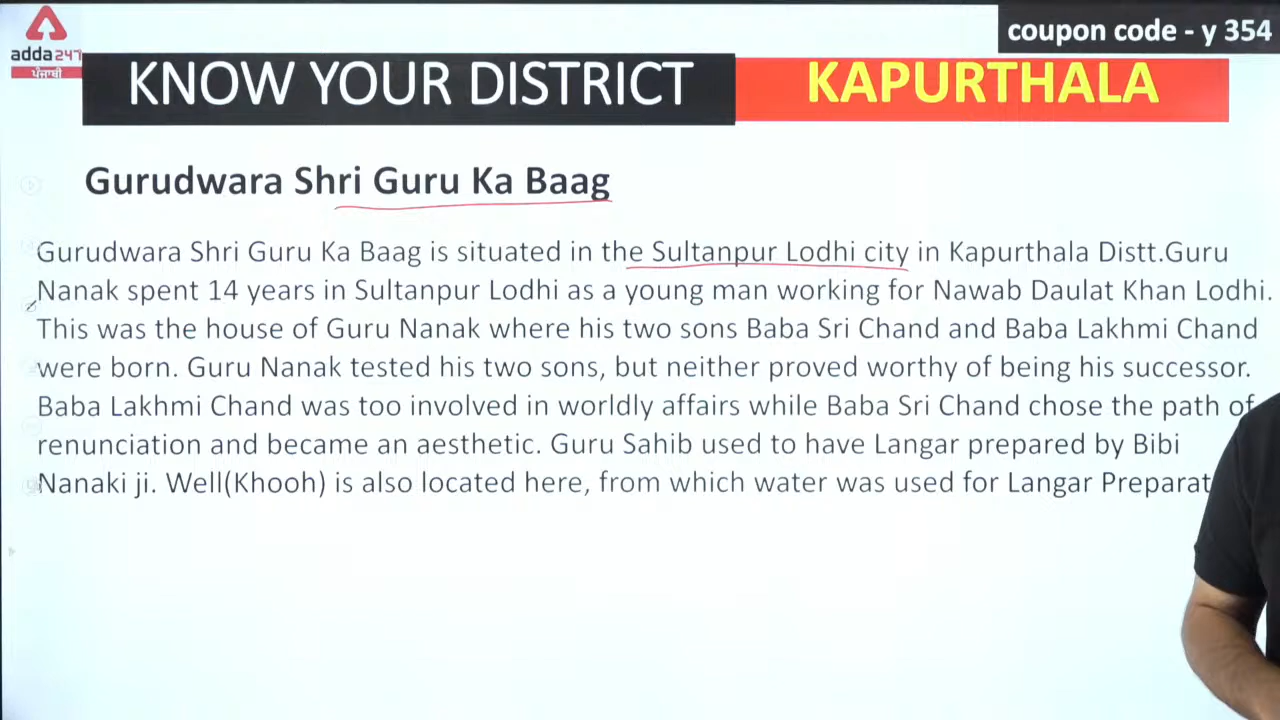 coupon code - y 354
adda247
ਪੰਜਾਬੀ
KNOW YOUR DISTRICT
KAPURTHALA
Gurudwara Shri Guru Ka Baag
Gurudwara Shri Guru Ka Baag is situated in the Sultanpur Lodhi city in Kapurthala Distt.Guru
Nanak spent 14 years in Sultanpur Lodhi as a young man working for Nawab Daulat Khan Lodhi.
This was the house of Guru Nanak where his two sons Baba Sri Chand and Baba Lakhmi Chand
were born. Guru Nanak tested his two sons, but neither proved worthy of being his successor.
Baba Lakhmi Chand was too involved in worldly affairs while Baba Sri Chand chose the path of
renunciation and became an aesthetic. Guru Sahib used to have Langar prepared by Bibi
Nanaki ji. Well(Khooh) is also located here, from which water was used for Langar Preparat